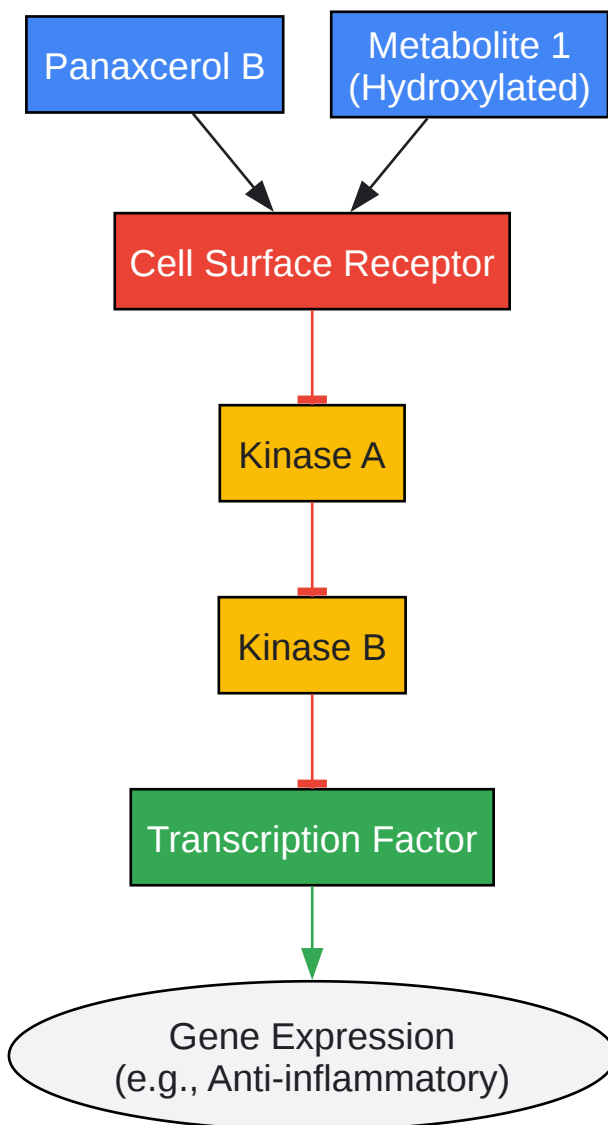 Panaxcerol B
Metabolite 1
(Hydroxylated)
Cell Surface Receptor
Kinase A
Kinase B
Transcription Factor
Gene Expression
(e.g., Anti-inflammatory)